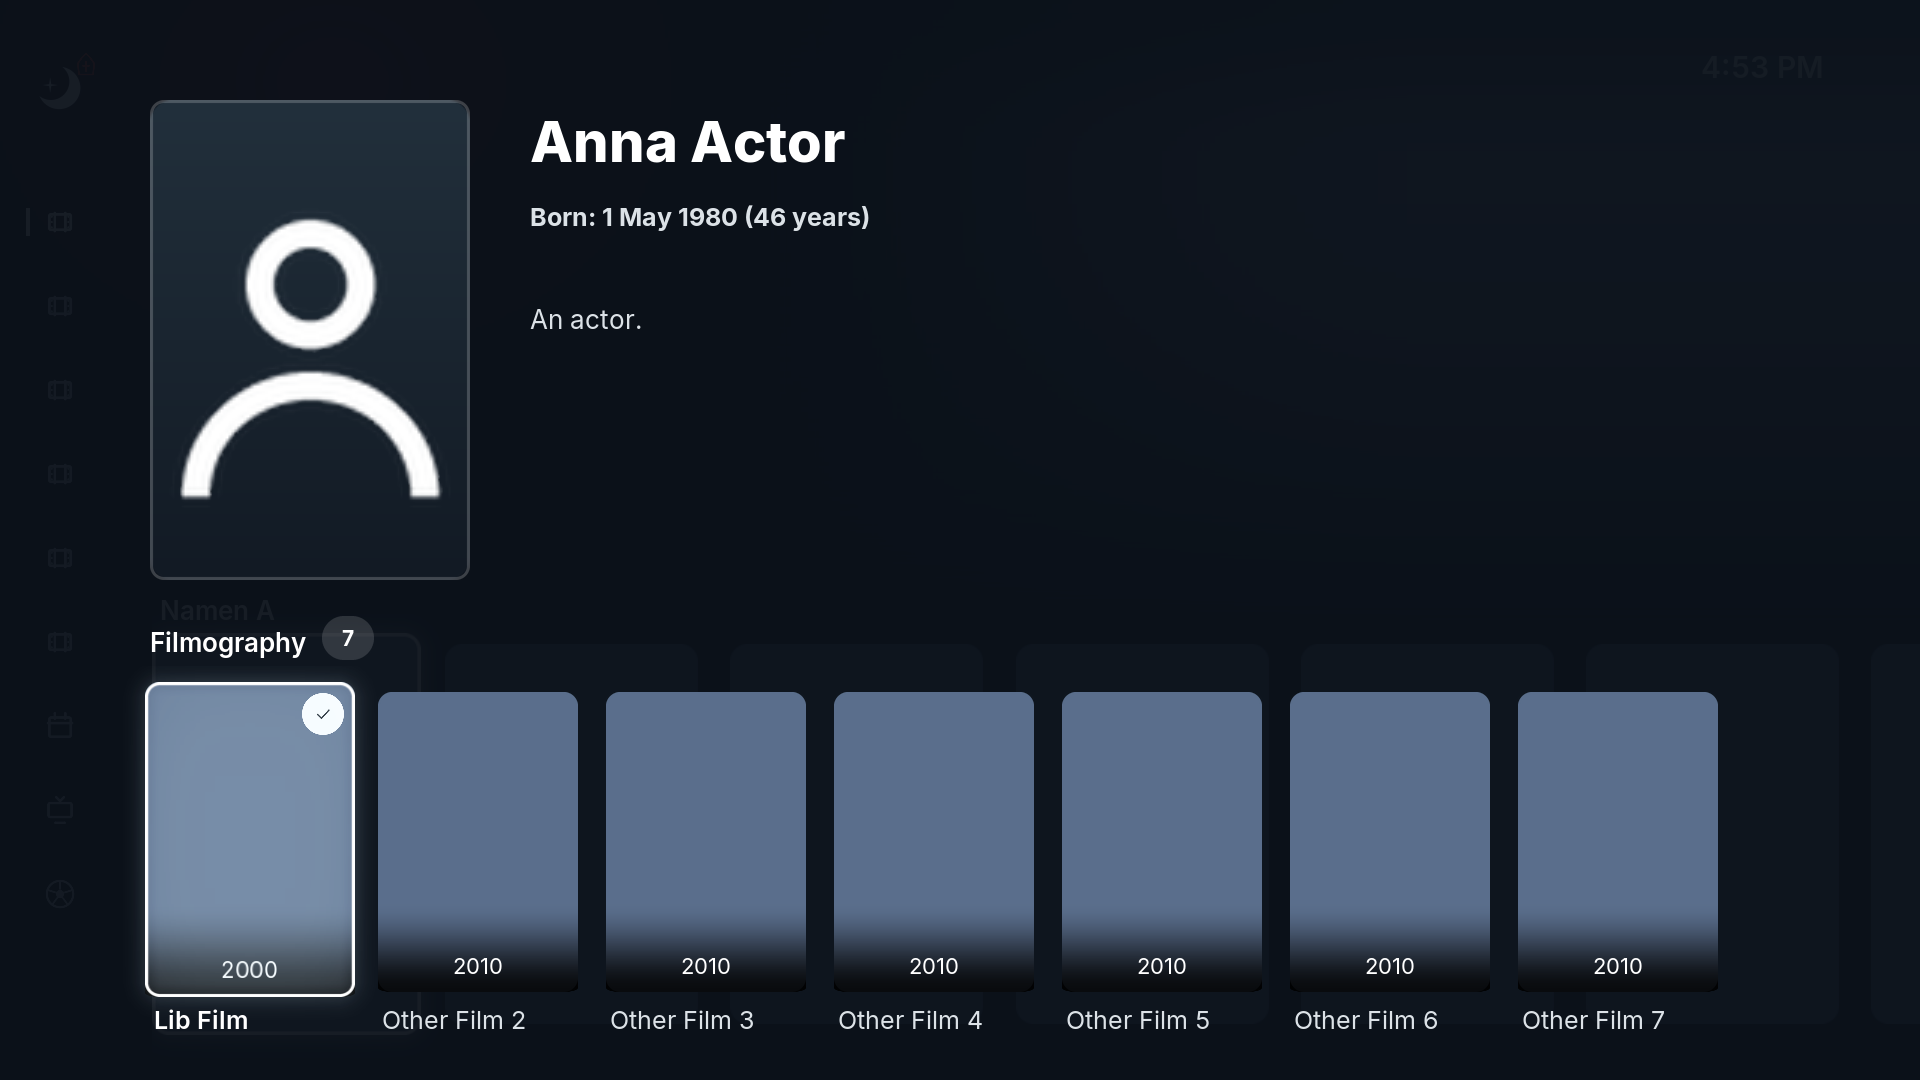 4:53 PM
Anna Actor
Born: 1 May 1980 (46 years)
An actor.
Namen A
Filmography 7
2000
2010
2010
2010
2010
2010
2010
Lib Film
Other Film 2
Other Film 3
Other Film 4
Other Film 5
Other Film 6
Other Film 7